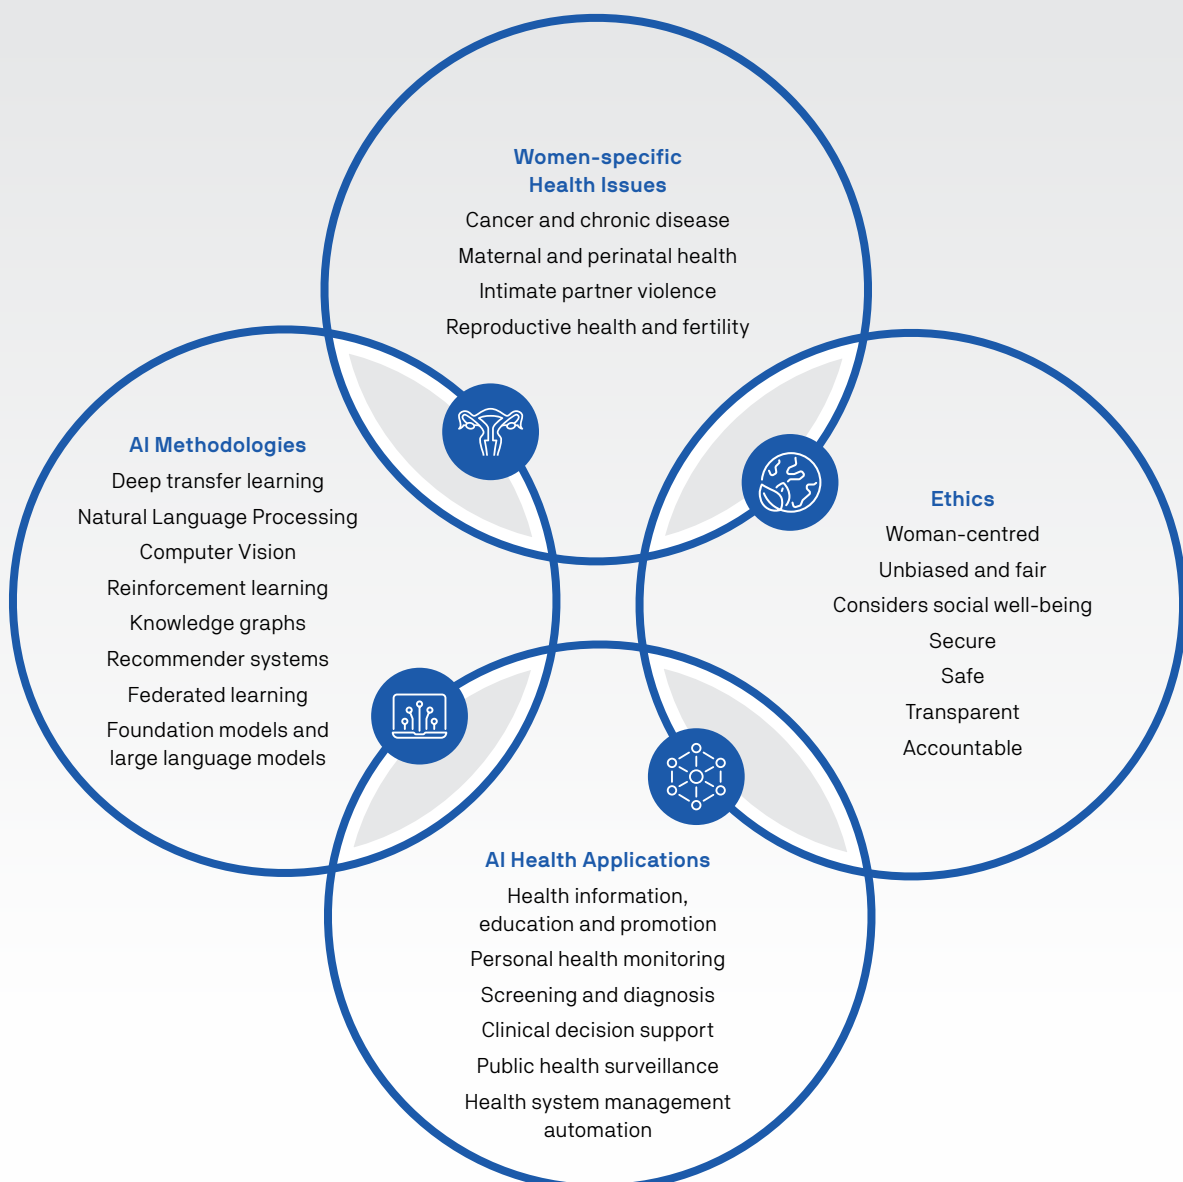 Women-specific
Health Issues
Cancer and chronic disease
Maternal and perinatal health
Intimate partner violence
Reproductive health and fertility
AI Methodologies
Deep transfer learning
Natural Language Processing
Computer Vision
Reinforcement learning
Knowledge graphs
Recommender systems
Federated learning
Foundation models and
large language models
Ethics
Woman-centred
Unbiased and fair
Considers social well-being
Secure
Safe
Transparent
Accountable
AI Health Applications
Health information,
education and promotion
Personal health monitoring
Screening and diagnosis
Clinical decision support
Public health surveillance
Health system management
automation